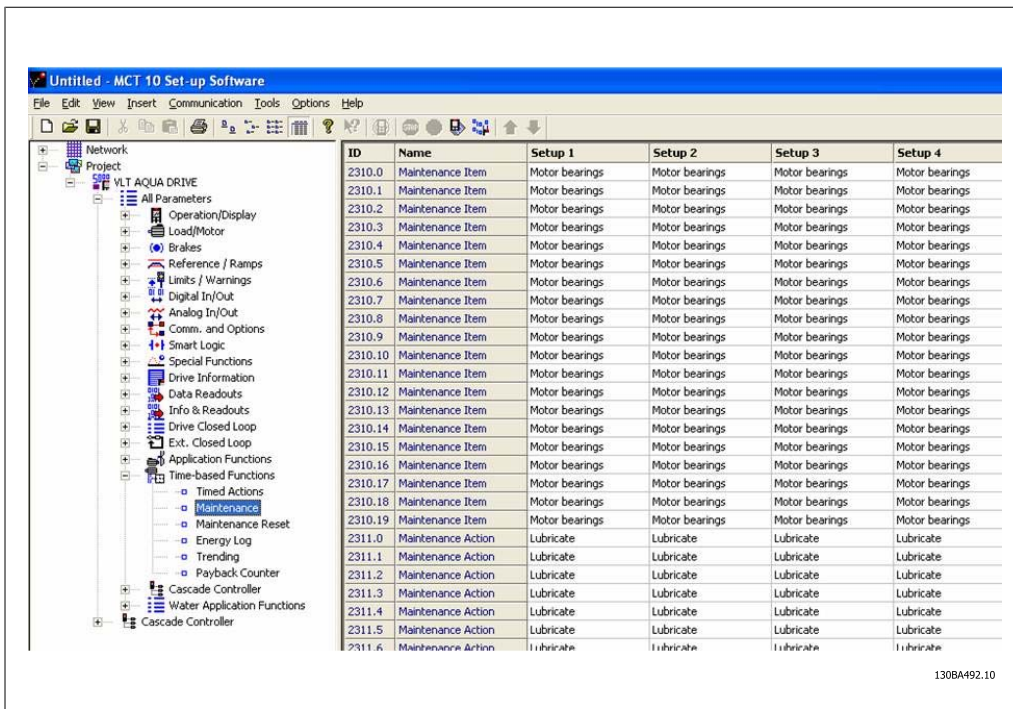 Untitled - MCT 10 Set-up Software
File Edit View Insert Communication Tools Options Help
Network
Project
VLT AQUA DRIVE
All Parameters
Operation/Display
Load/Motor
Brakes
Reference / Ramps
Limits / Warnings
Digital In/Out
Analog In/Out
Comm. and Options
Smart Logic
Special Functions
Drive Information
Data Readouts
Info & Readouts
Drive Closed Loop
Ext. Closed Loop
Application Functions
Time-based Functions
Timed Actions
Maintenance
Maintenance Reset
Energy Log
Trending
Payback Counter
Cascade Controller
Water Application Functions
Cascade Controller
ID Name Setup 1 Setup 2 Setup 3 Setup 4
2310.0 Maintenance Item Motor bearings Motor bearings Motor bearings Motor bearings
2310.1 Maintenance Item Motor bearings Motor bearings Motor bearings Motor bearings
2310.2 Maintenance Item Motor bearings Motor bearings Motor bearings Motor bearings
2310.3 Maintenance Item Motor bearings Motor bearings Motor bearings Motor bearings
2310.4 Maintenance Item Motor bearings Motor bearings Motor bearings Motor bearings
2310.5 Maintenance Item Motor bearings Motor bearings Motor bearings Motor bearings
2310.6 Maintenance Item Motor bearings Motor bearings Motor bearings Motor bearings
2310.7 Maintenance Item Motor bearings Motor bearings Motor bearings Motor bearings
2310.8 Maintenance Item Motor bearings Motor bearings Motor bearings Motor bearings
2310.9 Maintenance Item Motor bearings Motor bearings Motor bearings Motor bearings
2310.10 Maintenance Item Motor bearings Motor bearings Motor bearings Motor bearings
2310.11 Maintenance Item Motor bearings Motor bearings Motor bearings Motor bearings
2310.12 Maintenance Item Motor bearings Motor bearings Motor bearings Motor bearings
2310.13 Maintenance Item Motor bearings Motor bearings Motor bearings Motor bearings
2310.14 Maintenance Item Motor bearings Motor bearings Motor bearings Motor bearings
2310.15 Maintenance Item Motor bearings Motor bearings Motor bearings Motor bearings
2310.16 Maintenance Item Motor bearings Motor bearings Motor bearings Motor bearings
2310.17 Maintenance Item Motor bearings Motor bearings Motor bearings Motor bearings
2310.18 Maintenance Item Motor bearings Motor bearings Motor bearings Motor bearings
2310.19 Maintenance Item Motor bearings Motor bearings Motor bearings Motor bearings
2311.0 Maintenance Action Lubricate Lubricate Lubricate Lubricate
2311.1 Maintenance Action Lubricate Lubricate Lubricate Lubricate
2311.2 Maintenance Action Lubricate Lubricate Lubricate Lubricate
2311.3 Maintenance Action Lubricate Lubricate Lubricate Lubricate
2311.4 Maintenance Action Lubricate Lubricate Lubricate Lubricate
2311.5 Maintenance Action Lubricate Lubricate Lubricate Lubricate
2311.6 Maintenance Action Lubricate Lubricate Lubricate Lubricate
130BA492.10